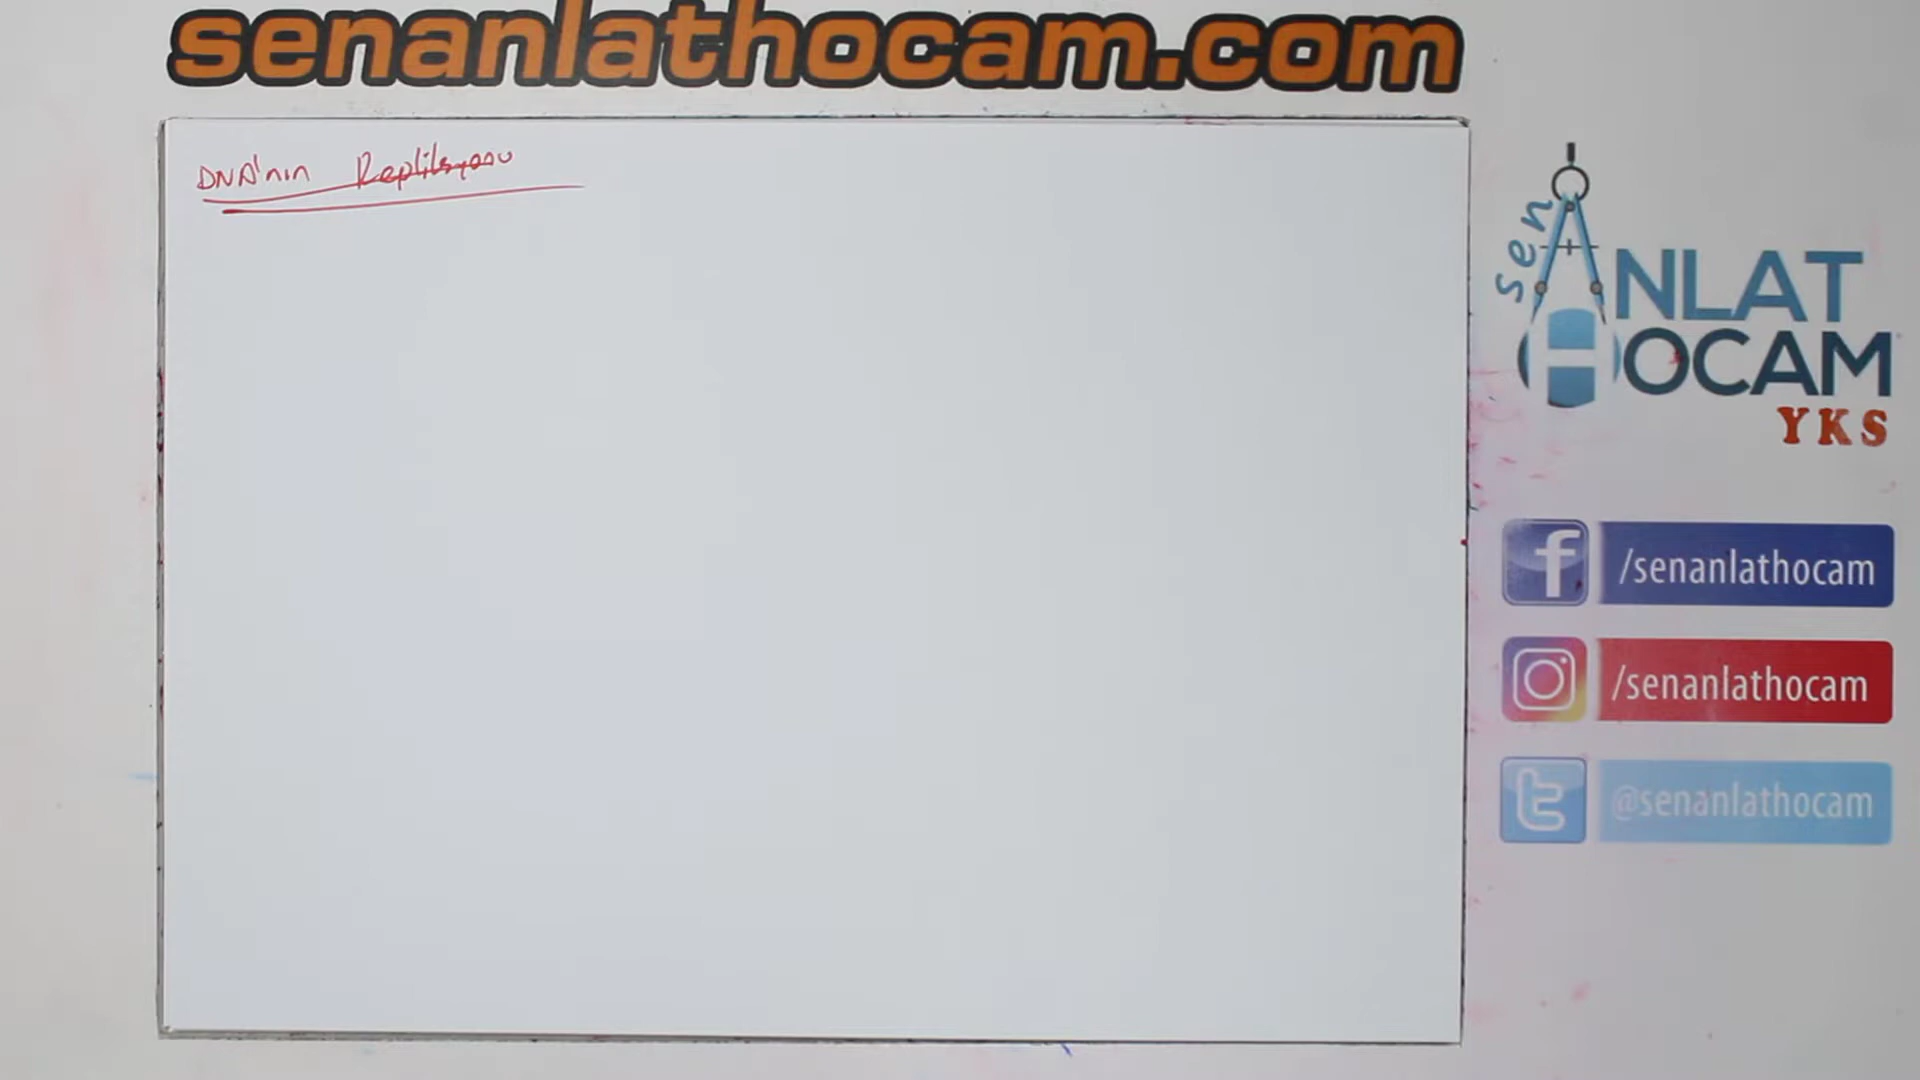 senanlathocam.com
DNA'nın Replikasyonu
sen
ANLAT
HOCAM
YKS
/senanlathocam
/senanlathocam
@senanlathocam